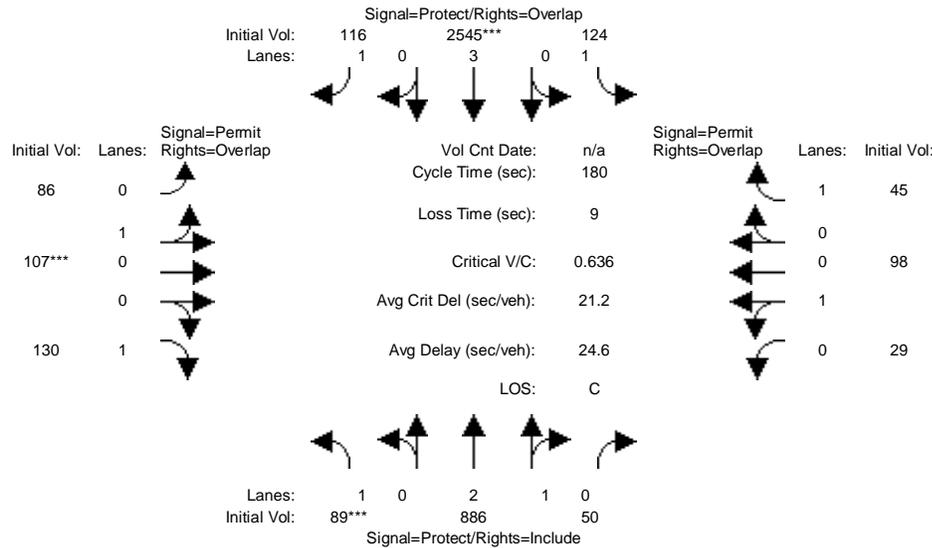 Signal=Protect/Rights=Overlap
Initial Vol: 116 2545*** 124
Lanes: 1 0 3 0 1
Signal=Permit Signal=Permit
Initial Vol: Lanes: Rights=Overlap Vol Cnt Date: n/a Rights=Overlap Lanes: Initial Vol:
Cycle Time (sec): 180
86 0 1 45
Loss Time (sec): 9
1 0
107*** 0 Critical V/C: 0.636 0 98
0 Avg Crit Del (sec/veh): 21.2 1
130 1 Avg Delay (sec/veh): 24.6 0 29
LOS: C
Lanes: 1 0 2 1 0
Initial Vol: 89*** 886 50
Signal=Protect/Rights=Include